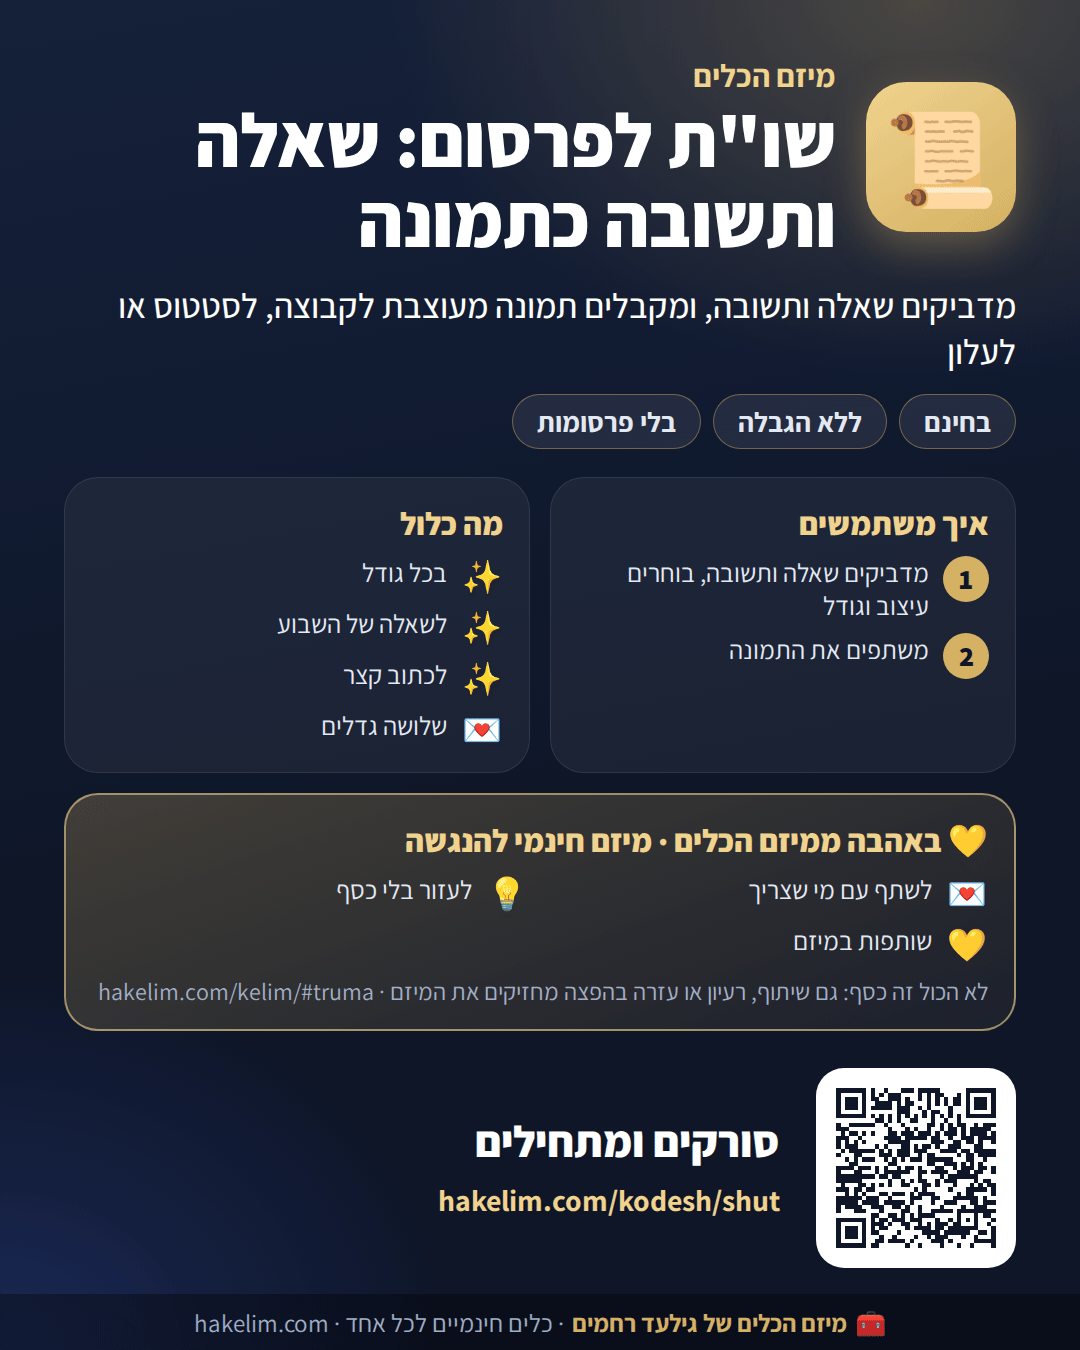 מיזם הכלים
שו"ת לפרסום: שאלה
ותשובה כתמונה
מדביקים שאלה ותשובה, ומקבלים תמונה מעוצבת לקבוצה, לסטטוס או
לעלון
בחינם
ללא הגבלה
בלי פרסומות
איך משתמשים
1 מדביקים שאלה ותשובה, בוחרים
עיצוב וגודל
2 משתפים את התמונה
מה כלול
בכל גודל
לשאלה של השבוע
לכתוב קצר
שלושה גדלים
באהבה ממיזם הכלים · מיזם חינמי להנגשה
לשתף עם מי שצריך
לעזור בלי כסף
שותפות במיזם
לא הכול זה כסף: גם שיתוף, רעיון או עזרה בהפצה מחזיקים את המיזם · hakelim.com/kelim/#truma
סורקים ומתחילים
hakelim.com/kodesh/shut
מיזם הכלים של גילעד רחמים · כלים חינמיים לכל אחד · hakelim.com